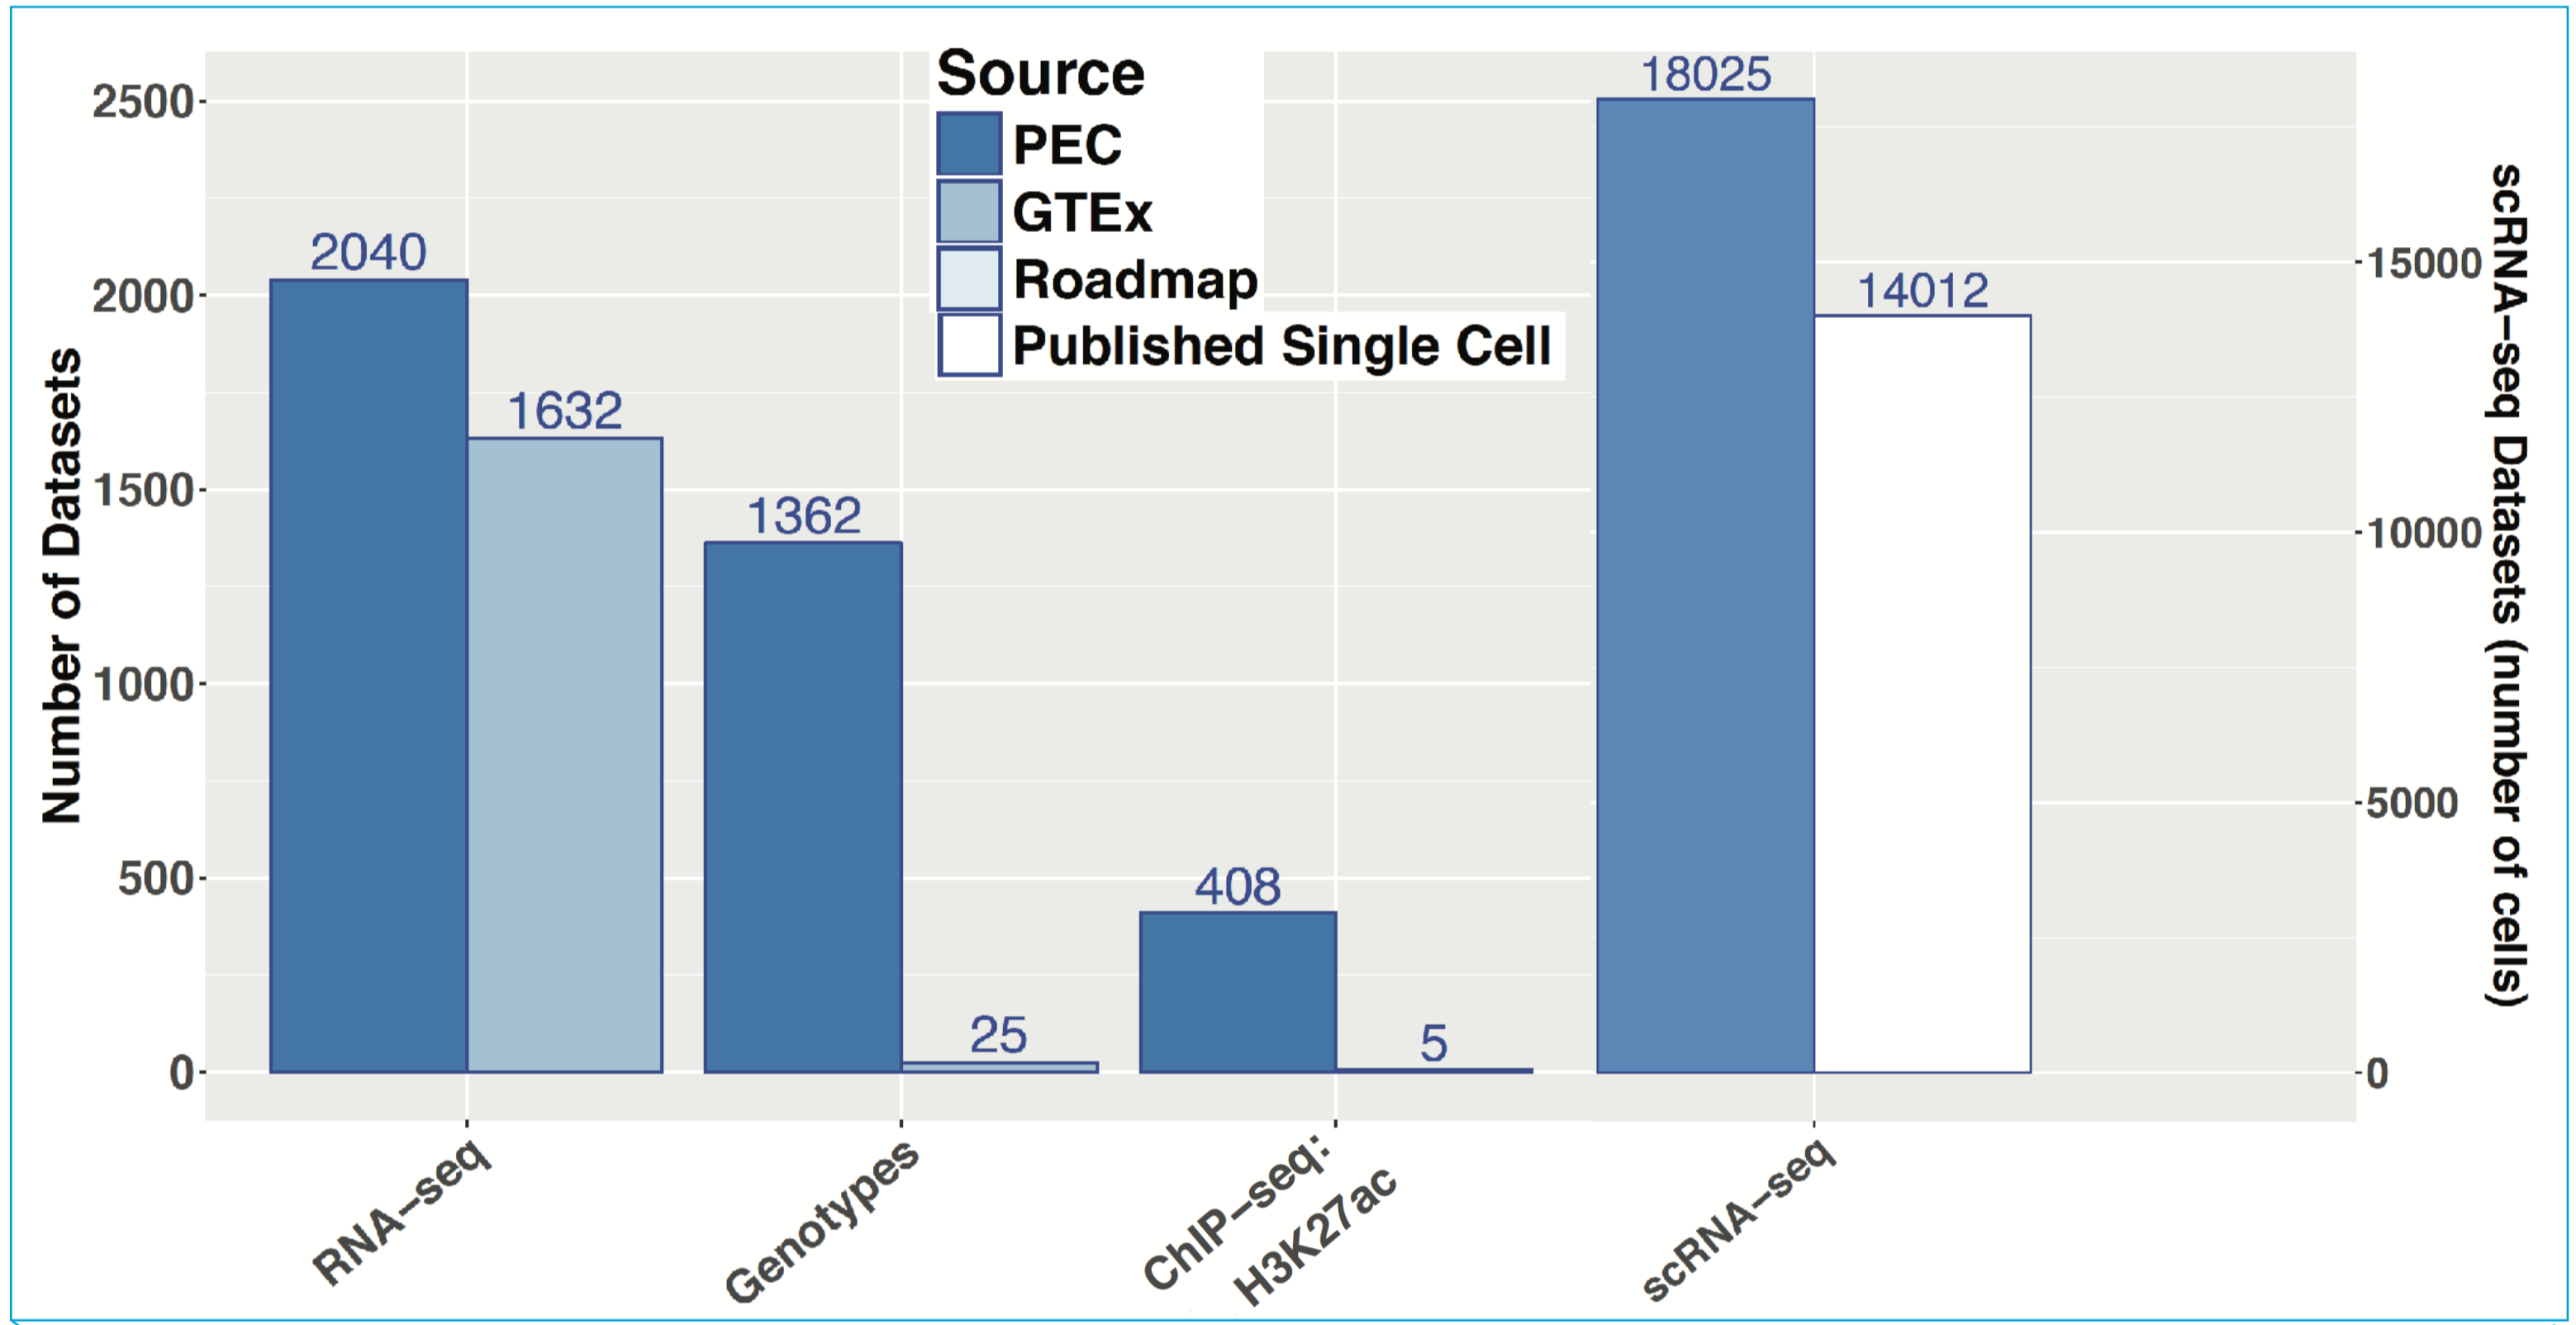 Source
PEC
GTEx
Roadmap
Published Single Cell
Number of Datasets
2500
2000
1500
1000
500
0
2040
1632
1362
25
408
5
18025
14012
15000
10000
5000
0
scRNA–seq Datasets (number of cells)
RNA–seq
Genotypes
ChIP–seq:
H3K27ac
scRNA–seq